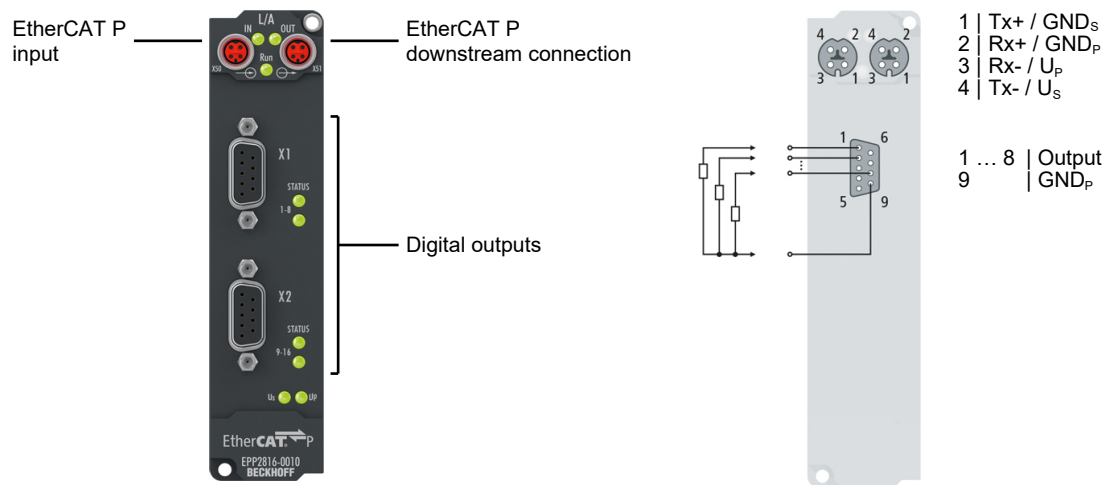 EtherCAT P
input
L/A
IN OUT
Run
X50 X51
EtherCAT P
downstream connection
X1
STATUS
1-8
Digital outputs
X2
STATUS
9-16
Us Up
EtherCAT P
EPP2816-0010
BECKHOFF
4 2 4 2
3 1 3 1
1 6
5 9
1 | Tx+ / GNDS
2 | Rx+ / GNDP
3 | Rx- / UP
4 | Tx- / US
1 … 8 | Output
9 | GNDP